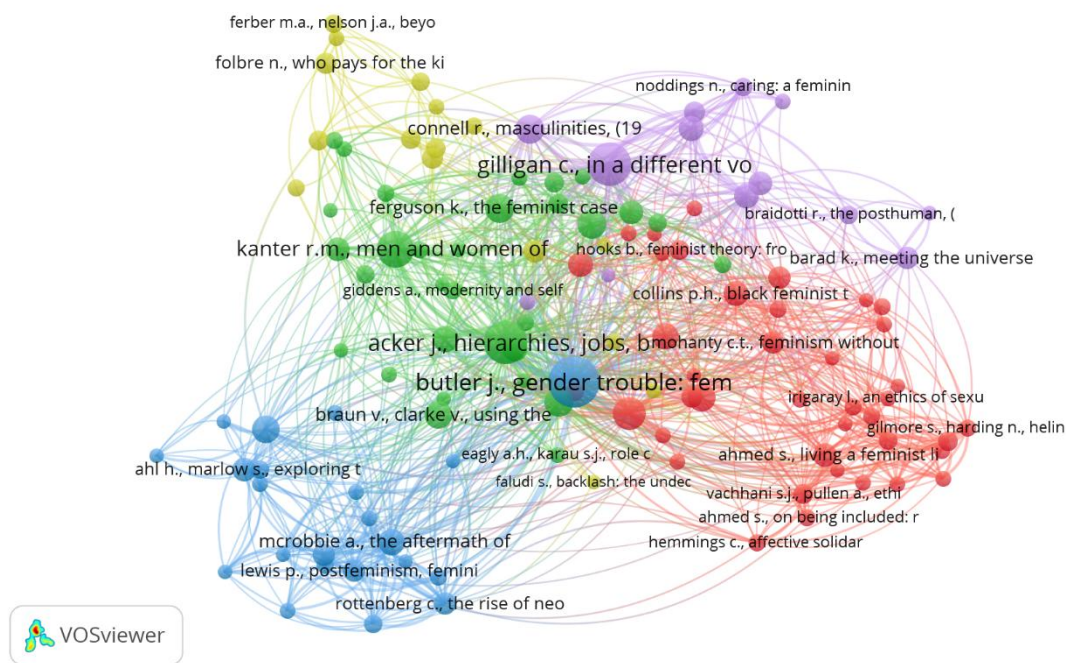 ferber m.a., nelson j.a., beyo
folbre n., who pays for the ki
noddings n., caring: a feminin
connell r., masculinities, (19
gilligan c., in a different vo
ferguson k., the feminist case
braidotti r., the posthuman, (
kanter r.m., men and women of
hooks b., feminist theory: fro
barad k., meeting the universe
giddens a., modernity and self
collins p.h., black feminist t
acker j., hierarchies, jobs, b
mohanty c.t., feminism without
butler j., gender trouble: fem
irigaray l., an ethics of sexu
braun v., clarke v., using the
gilmore s., harding n., helin
eagly a.h., karau s.j., role c
ahmed s., living a feminist li
ahl h., marlow s., exploring t
faludi s., backlash: the undec
vachhani s.j., pullen a., ethi
ahmed s., on being included: r
mcrobbie a., the aftermath of
hemmings c., affective solidar
lewis p., postfeminism, femini
rottenberg c., the rise of neo
VOSviewer